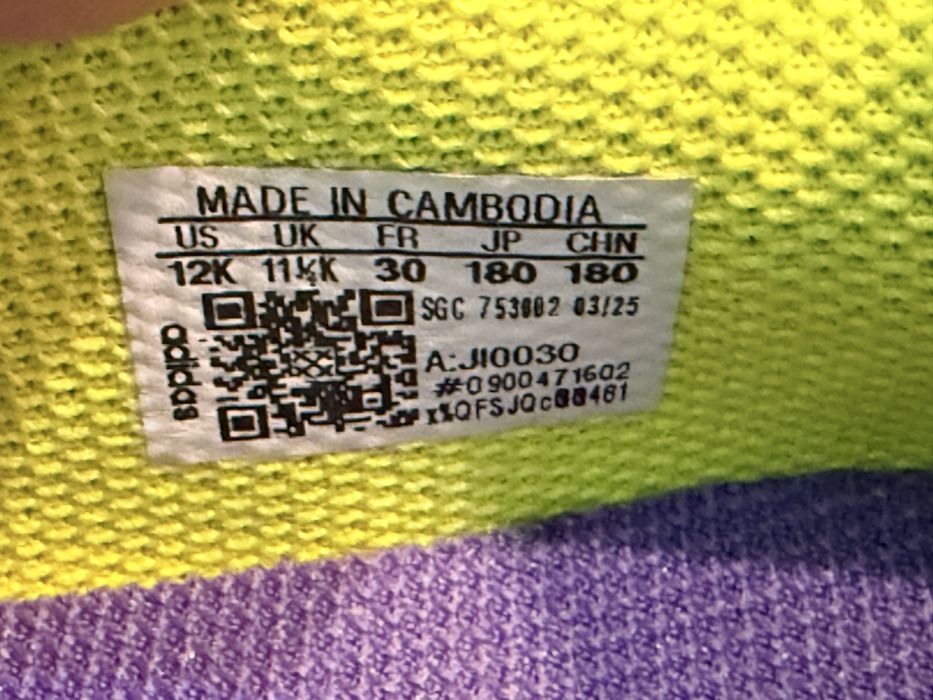 MADE IN CAMBODIA
US UK FR JP CHN
12K 11½K 30 180 180
SGC 753002 03/25
adidas
A:JI0030
#0900471602